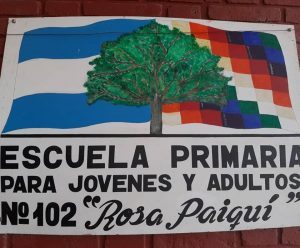 ESCUELA PRIMARIA
PARA JOVENES Y ADULTOS
Nº 102 "Rosa Paiquí"